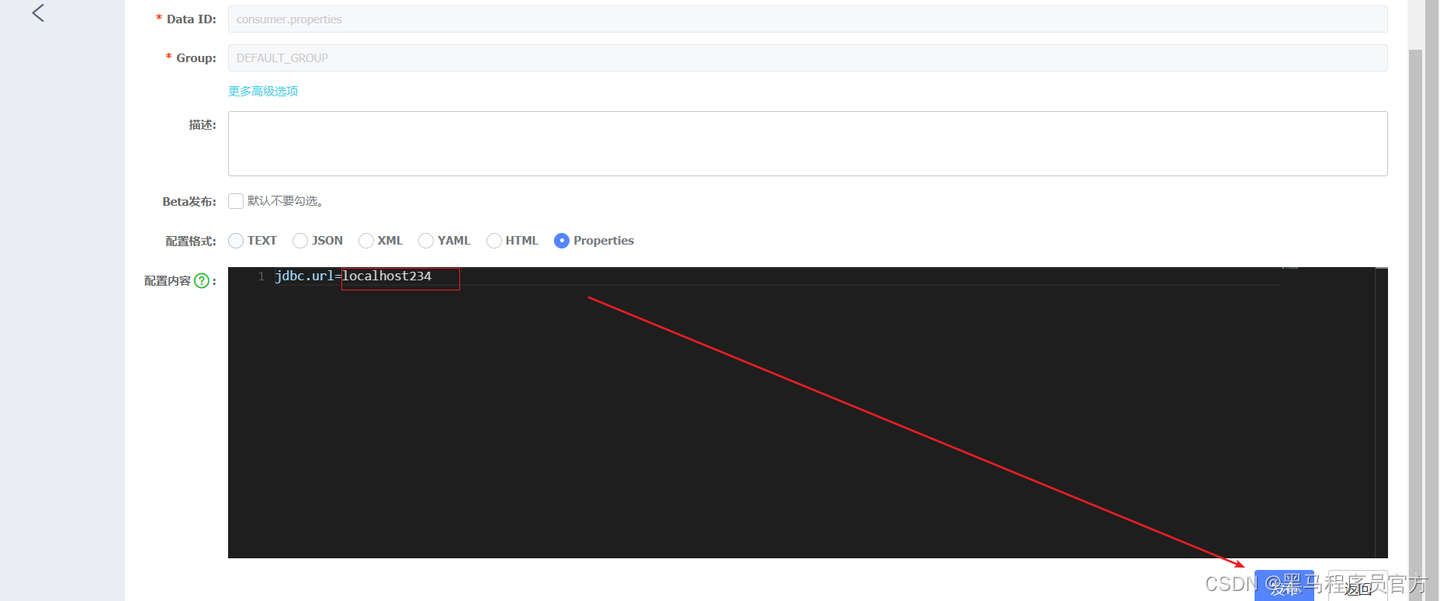 * Data ID: consumer.properties
* Group: DEFAULT_GROUP
更多高级选项
描述:
Beta发布: 默认不要勾选。
配置格式: TEXT JSON XML YAML HTML Properties
配置内容 ? : 1 jdbc.url=localhost234
发布 返回
CSDN @黑马程序员官方